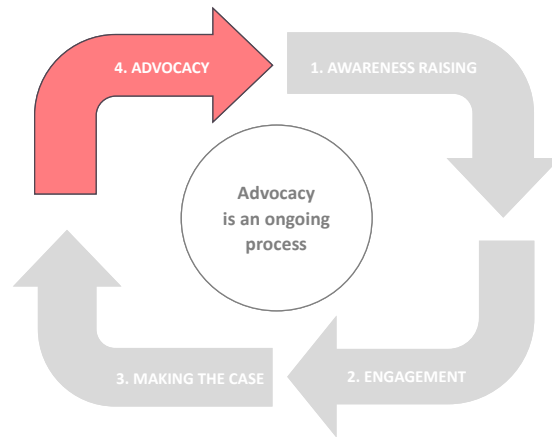 4. ADVOCACY
1. AWARENESS RAISING
Advocacy
is an ongoing
process
3. MAKING THE CASE
2. ENGAGEMENT